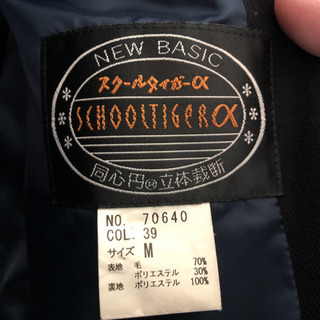 NEW BASIC
スクールタイガーα
SCHOOLTIGERα
同心円®立体裁断
NO. 70640
COL. 39
サイズ M
表地 毛 70%
ポリエステル 30%
裏地 ポリエステル 100%